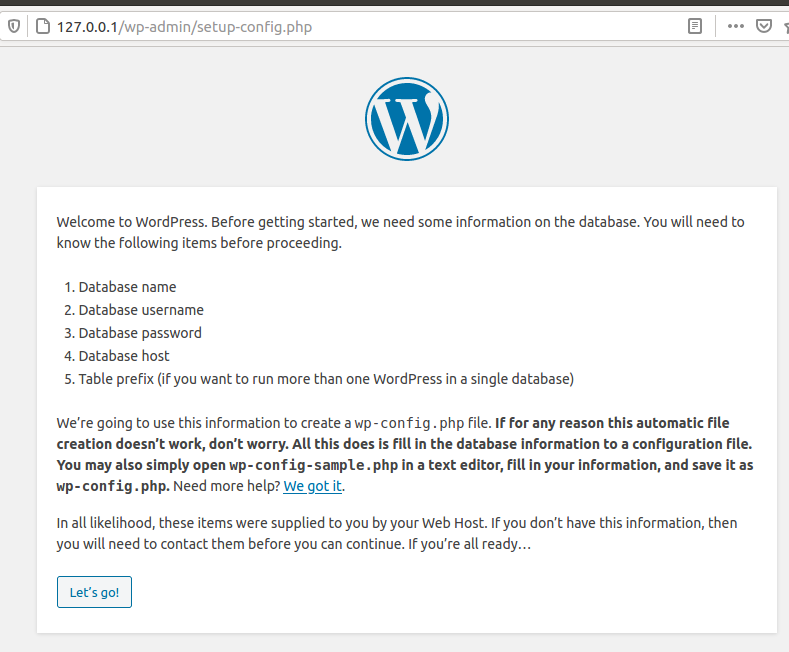 127.0.0.1/wp-admin/setup-config.php
Welcome to WordPress. Before getting started, we need some information on the database. You will need to
know the following items before proceeding.
1. Database name
2. Database username
3. Database password
4. Database host
5. Table prefix (if you want to run more than one WordPress in a single database)
We’re going to use this information to create a wp-config.php file. If for any reason this automatic file
creation doesn’t work, don’t worry. All this does is fill in the database information to a configuration file.
You may also simply open wp-config-sample.php in a text editor, fill in your information, and save it as
wp-config.php. Need more help? We got it.
In all likelihood, these items were supplied to you by your Web Host. If you don’t have this information, then
you will need to contact them before you can continue. If you’re all ready…
Let’s go!